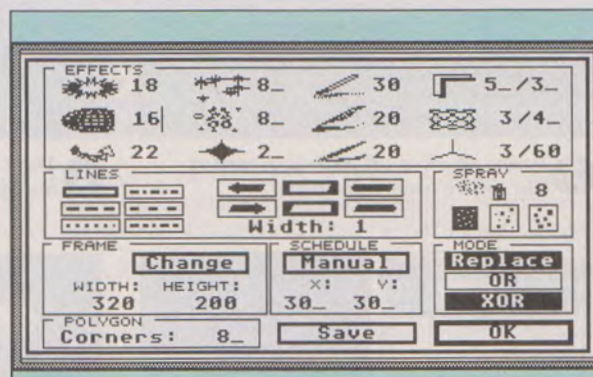 EFFECTS
18 8_ 30 5_/3_
16 8_ 20 3/4_
22 2_ 20 3/60
LINES
Width: 1
SPRAY
8
FRAME
Change
WIDTH: HEIGHT:
320 200
SCHEDULE
Manual
X: Y:
30_ 30_
MODE
Replace
OR
XOR
POLYGON
Corners: 8_
Save
OK